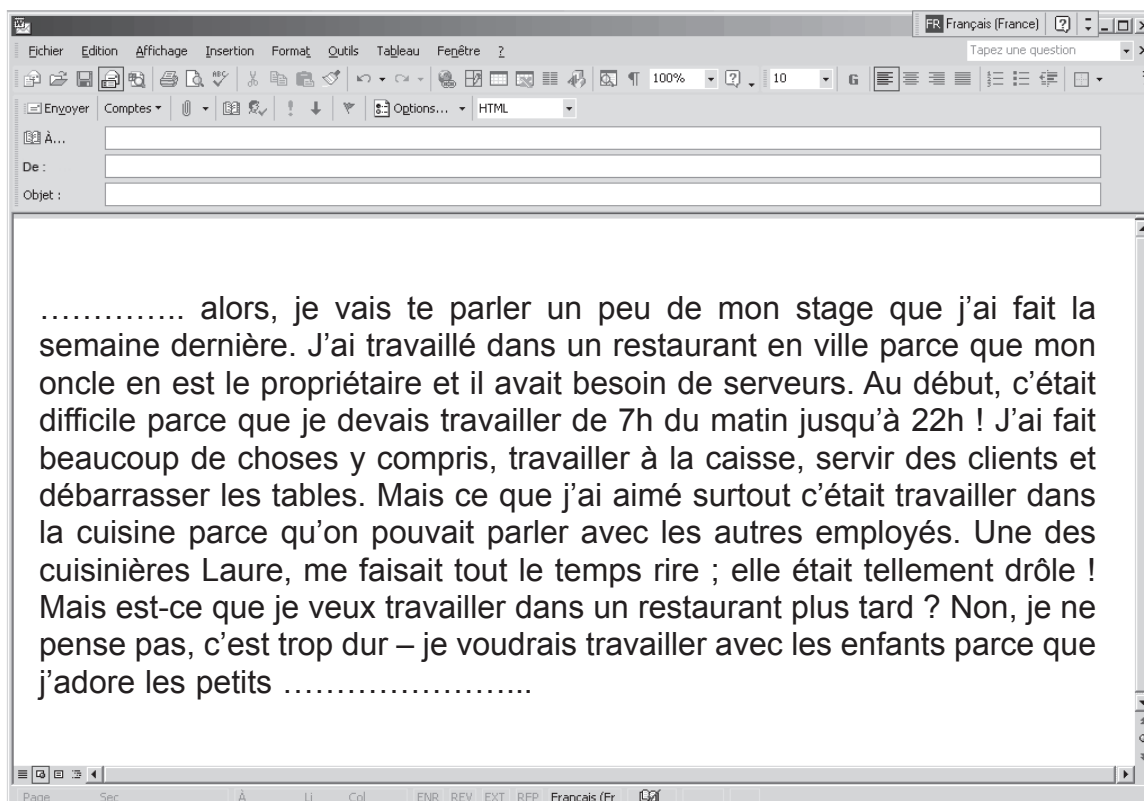 FR Français (France)
Fichier Edition Affichage Insertion Format Outils Tableau Fenêtre ?
Tapez une question
100% 10 G
Envoyer Comptes Options... HTML
À...
De :
Objet :
………….. alors, je vais te parler un peu de mon stage que j’ai fait la
semaine dernière. J’ai travaillé dans un restaurant en ville parce que mon
oncle en est le propriétaire et il avait besoin de serveurs. Au début, c’était
difficile parce que je devais travailler de 7h du matin jusqu’à 22h ! J’ai fait
beaucoup de choses y compris, travailler à la caisse, servir des clients et
débarrasser les tables. Mais ce que j’ai aimé surtout c’était travailler dans
la cuisine parce qu’on pouvait parler avec les autres employés. Une des
cuisinières Laure, me faisait tout le temps rire ; elle était tellement drôle !
Mais est-ce que je veux travailler dans un restaurant plus tard ? Non, je ne
pense pas, c’est trop dur – je voudrais travailler avec les enfants parce que
j’adore les petits …………………...
Page Sec À Li Col ENR REV EXT RFP Français (Fr